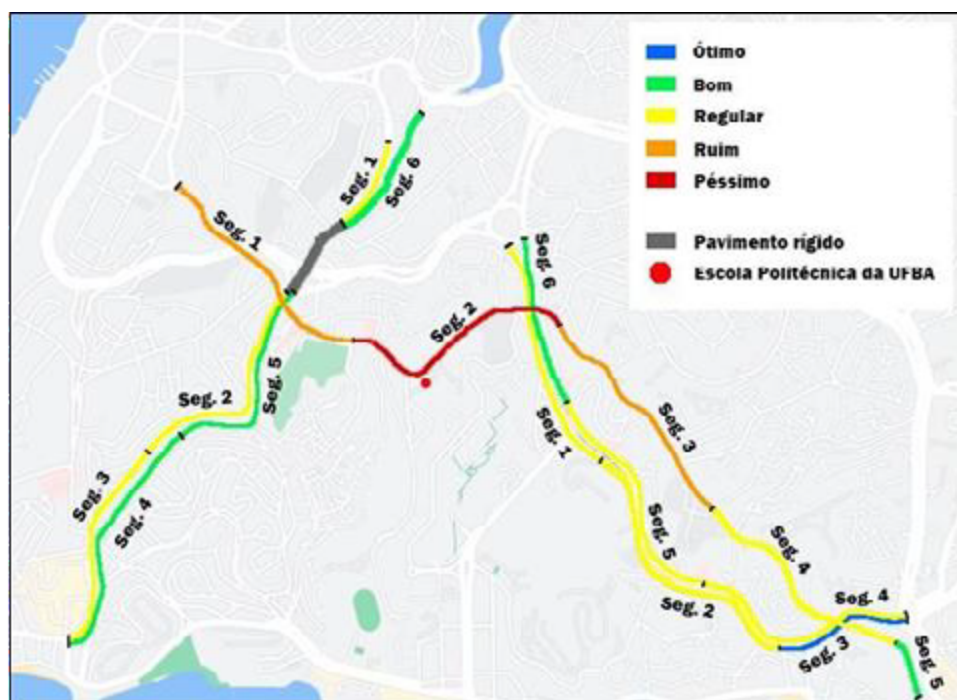 Ótimo
Bom
Regular
Ruim
Péssimo
Pavimento rígido
Escola Politécnica da UFBA
Seg. 1
Seg. 6
Seg. 1
Seg. 6
Seg. 2
Seg. 5
Seg. 2
Seg. 1
Seg. 3
Seg. 3
Seg. 4
Seg. 5
Seg. 4
Seg. 2
Seg. 4
Seg. 3
Seg. 5